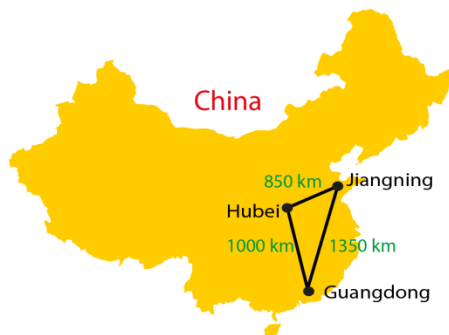 China
850 km
Jiangning
Hubei
1000 km
1350 km
Guangdong